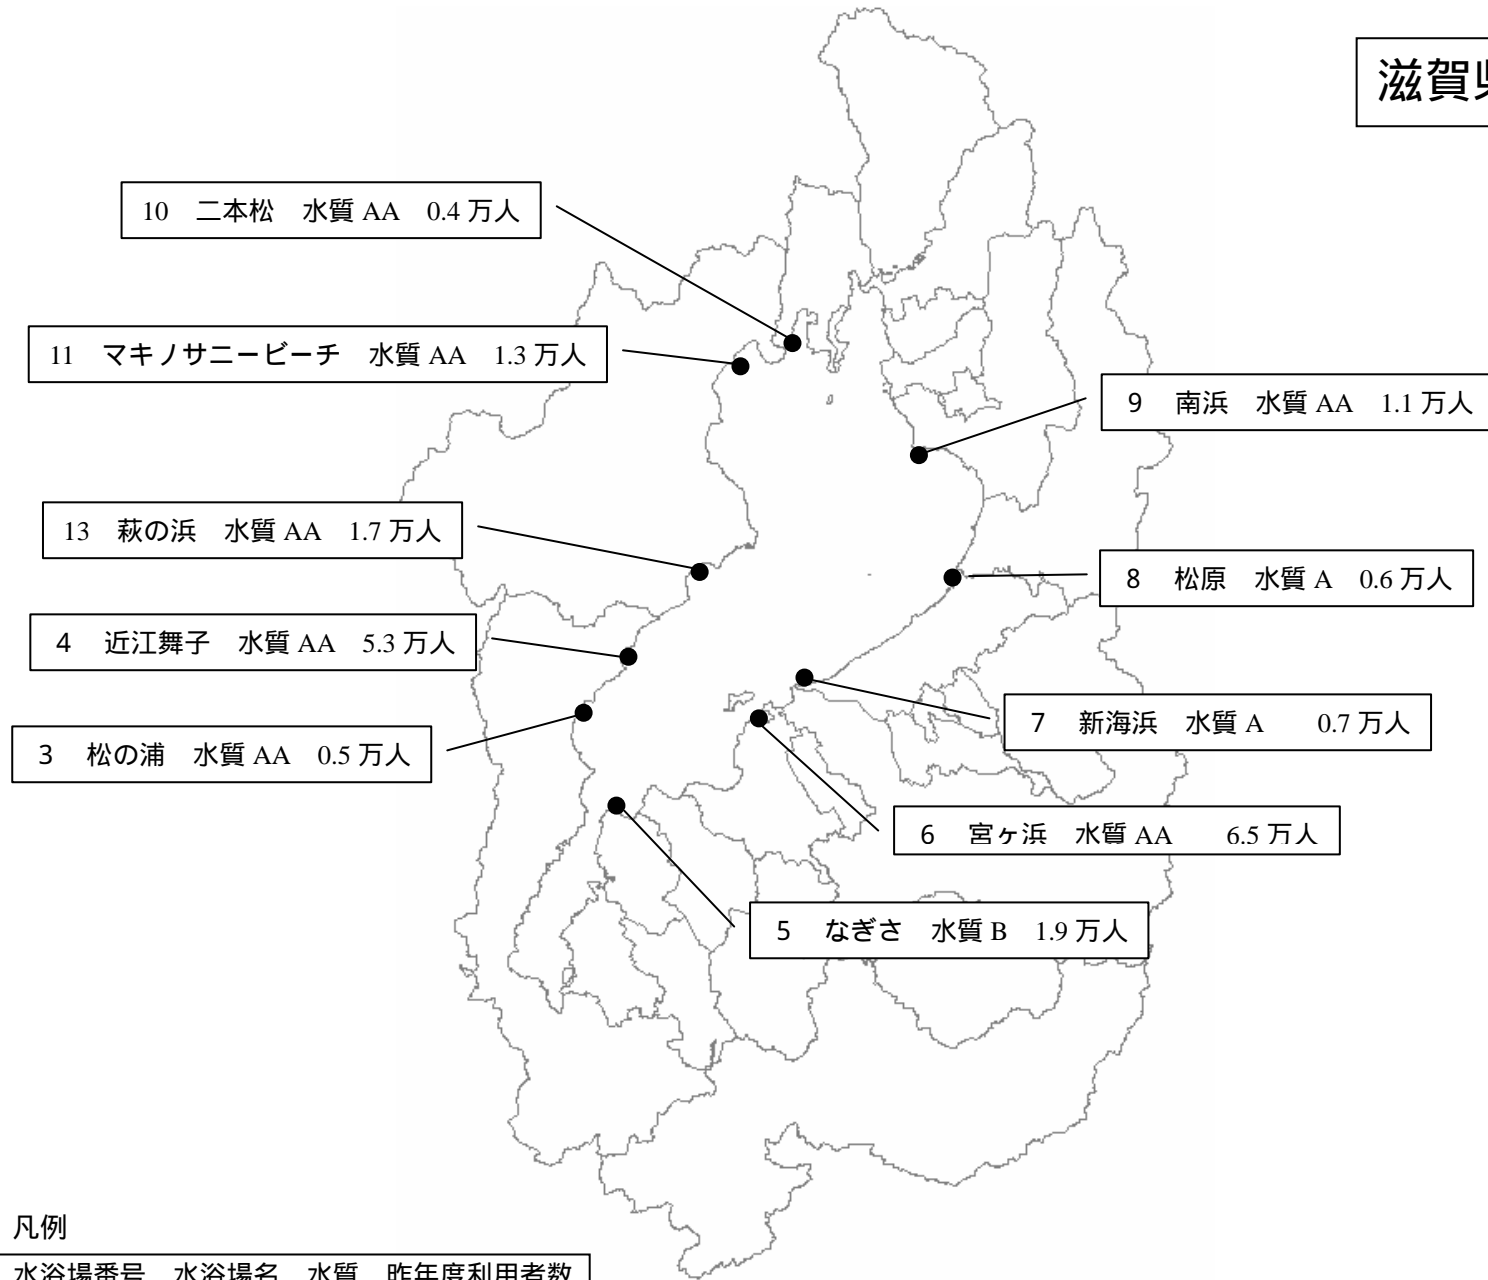 滋賀県
10 二本松 水質 AA 0.4 万人
11 マキノサニービーチ 水質 AA 1.3 万人
9 南浜 水質 AA 1.1 万人
13 萩の浜 水質 AA 1.7 万人
8 松原 水質 A 0.6 万人
4 近江舞子 水質 AA 5.3 万人
7 新海浜 水質 A 0.7 万人
3 松の浦 水質 AA 0.5 万人
6 宮ヶ浜 水質 AA 6.5 万人
5 なぎさ 水質 B 1.9 万人
凡例
水浴場番号 水浴場名 水質 昨年度利用者数